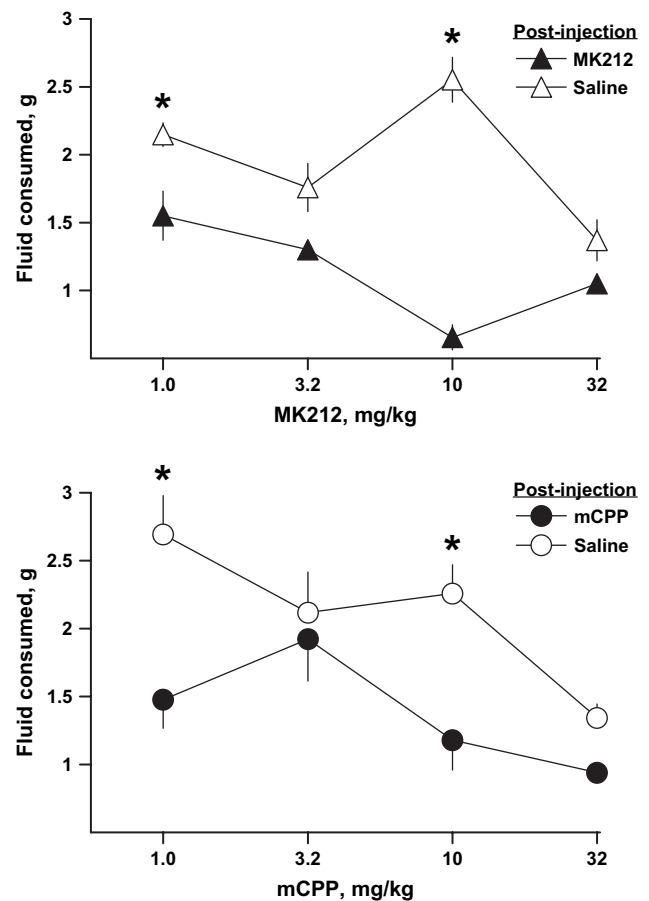 Post-injection
MK212
Saline
*
*
3
2.5
2
1.5
1
Fluid consumed, g
1.0 3.2 10 32
MK212, mg/kg
Post-injection
mCPP
Saline
*
*
3
2.5
2
1.5
1
Fluid consumed, g
1.0 3.2 10 32
mCPP, mg/kg